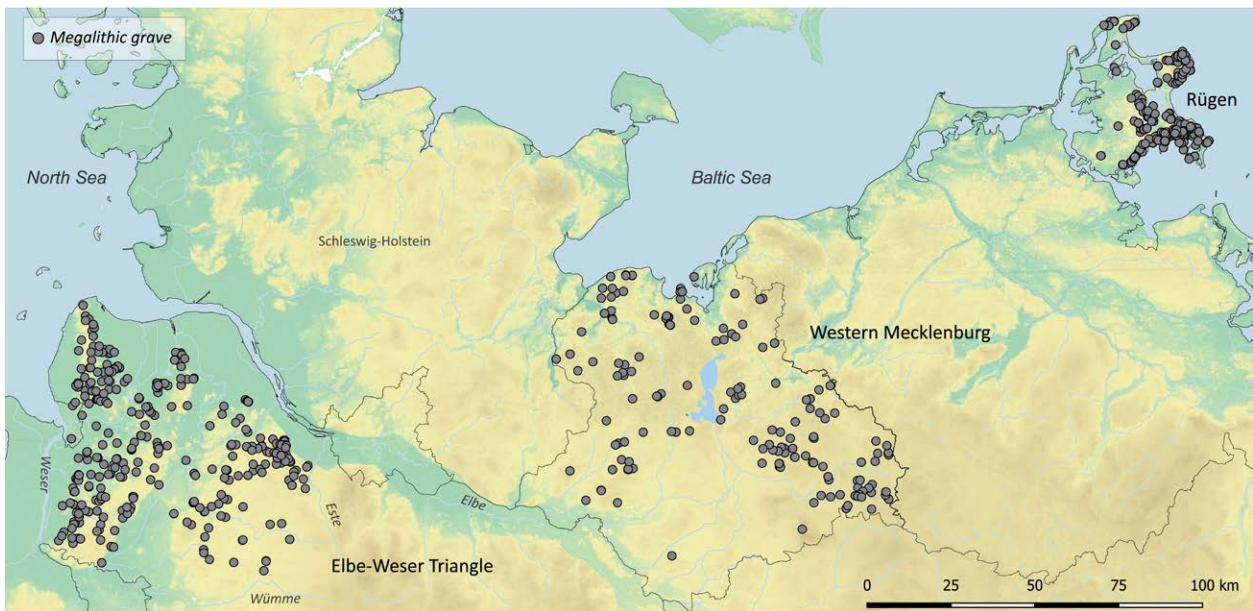 Megalithic grave
Rügen
North Sea
Baltic Sea
Schleswig-Holstein
Western Mecklenburg
Weser
Elbe
Este
Elbe-Weser Triangle
Wümme
0 25 50 75 100 km